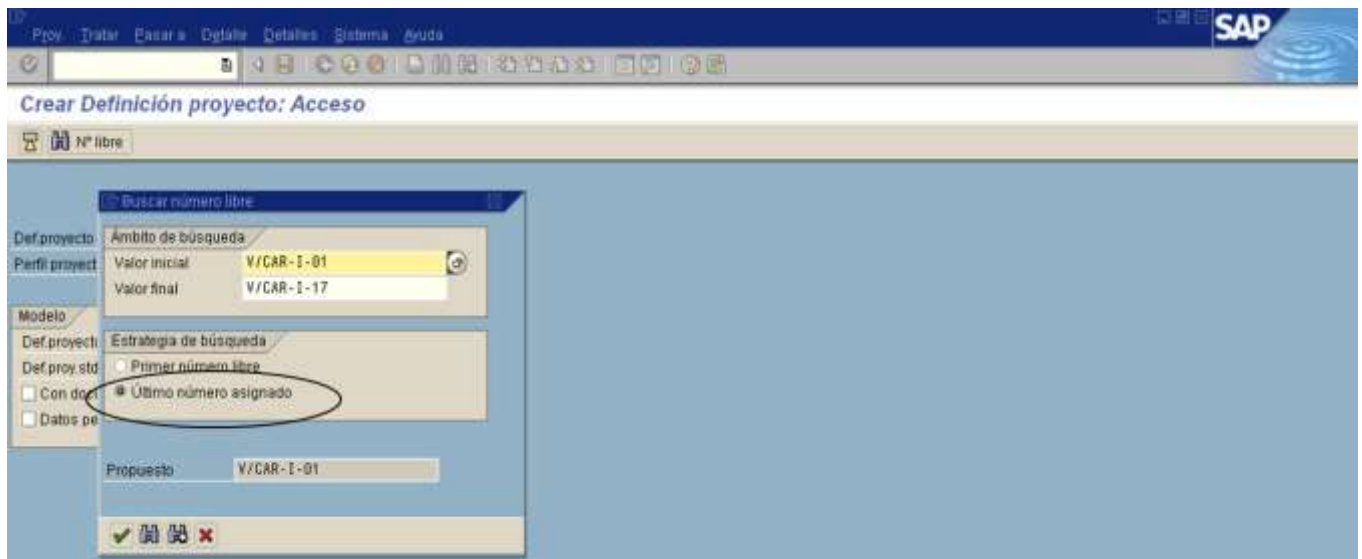 Proy. Tratar Pasar a Detalle Detalles Sistema Ayuda
SAP
Crear Definición proyecto: Acceso
Nº libre
Buscar número libre
Def.proyecto
Ámbito de búsqueda
Perfil proyect
Valor inicial V/CAR-I-01
Valor final V/CAR-I-17
Modelo
Def.proyect
Estrategia de búsqueda
Def.proy.std
Primer número libre
Con doc
Último número asignado
Datos pe
Propuesto V/CAR-I-01